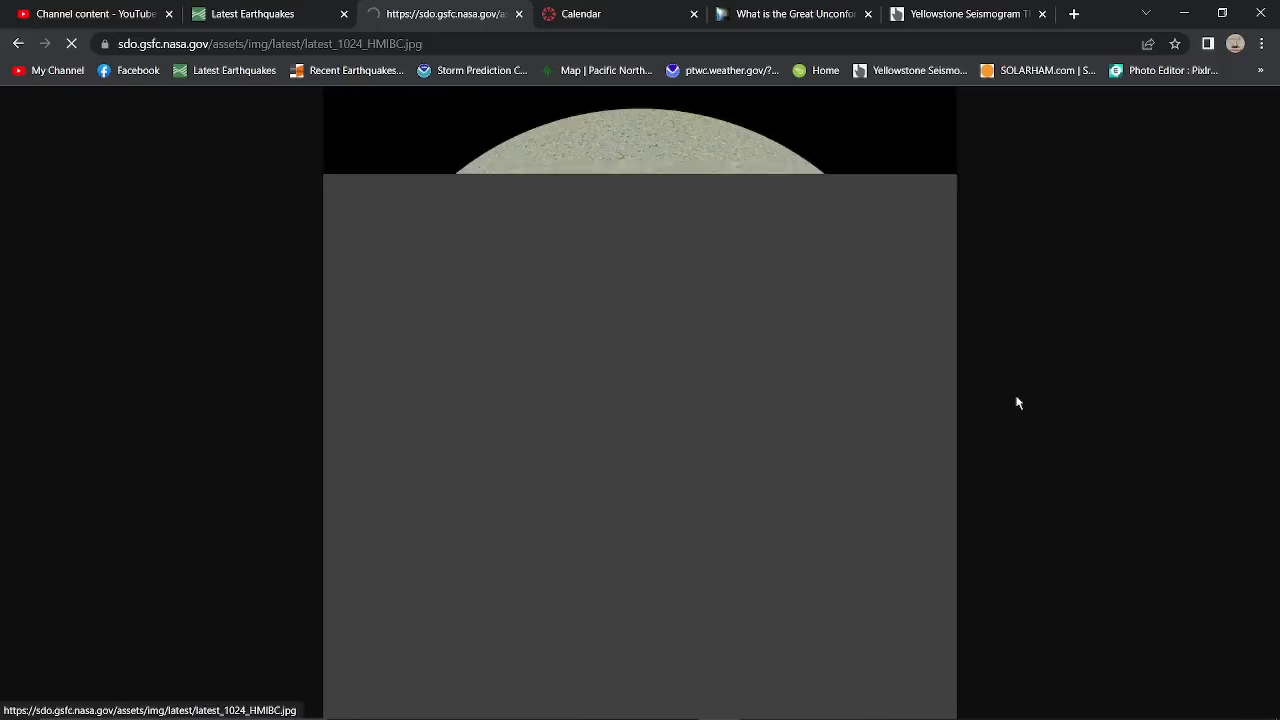 Channel content - YouTube
Latest Earthquakes
https://sdo.gsfc.nasa.gov/a
Calendar
What is the Great Unconfo
Yellowstone Seismogram T
sdo.gsfc.nasa.gov/assets/img/latest/latest_1024_HMIBC.jpg
My Channel
Facebook
Latest Earthquakes
Recent Earthquakes...
Storm Prediction C...
Map | Pacific North...
ptwc.weather.gov/?...
Home
Yellowstone Seismo...
SOLARHAM.com | S...
Photo Editor : Pixlr...
https://sdo.gsfc.nasa.gov/assets/img/latest/latest_1024_HMIBC.jpg